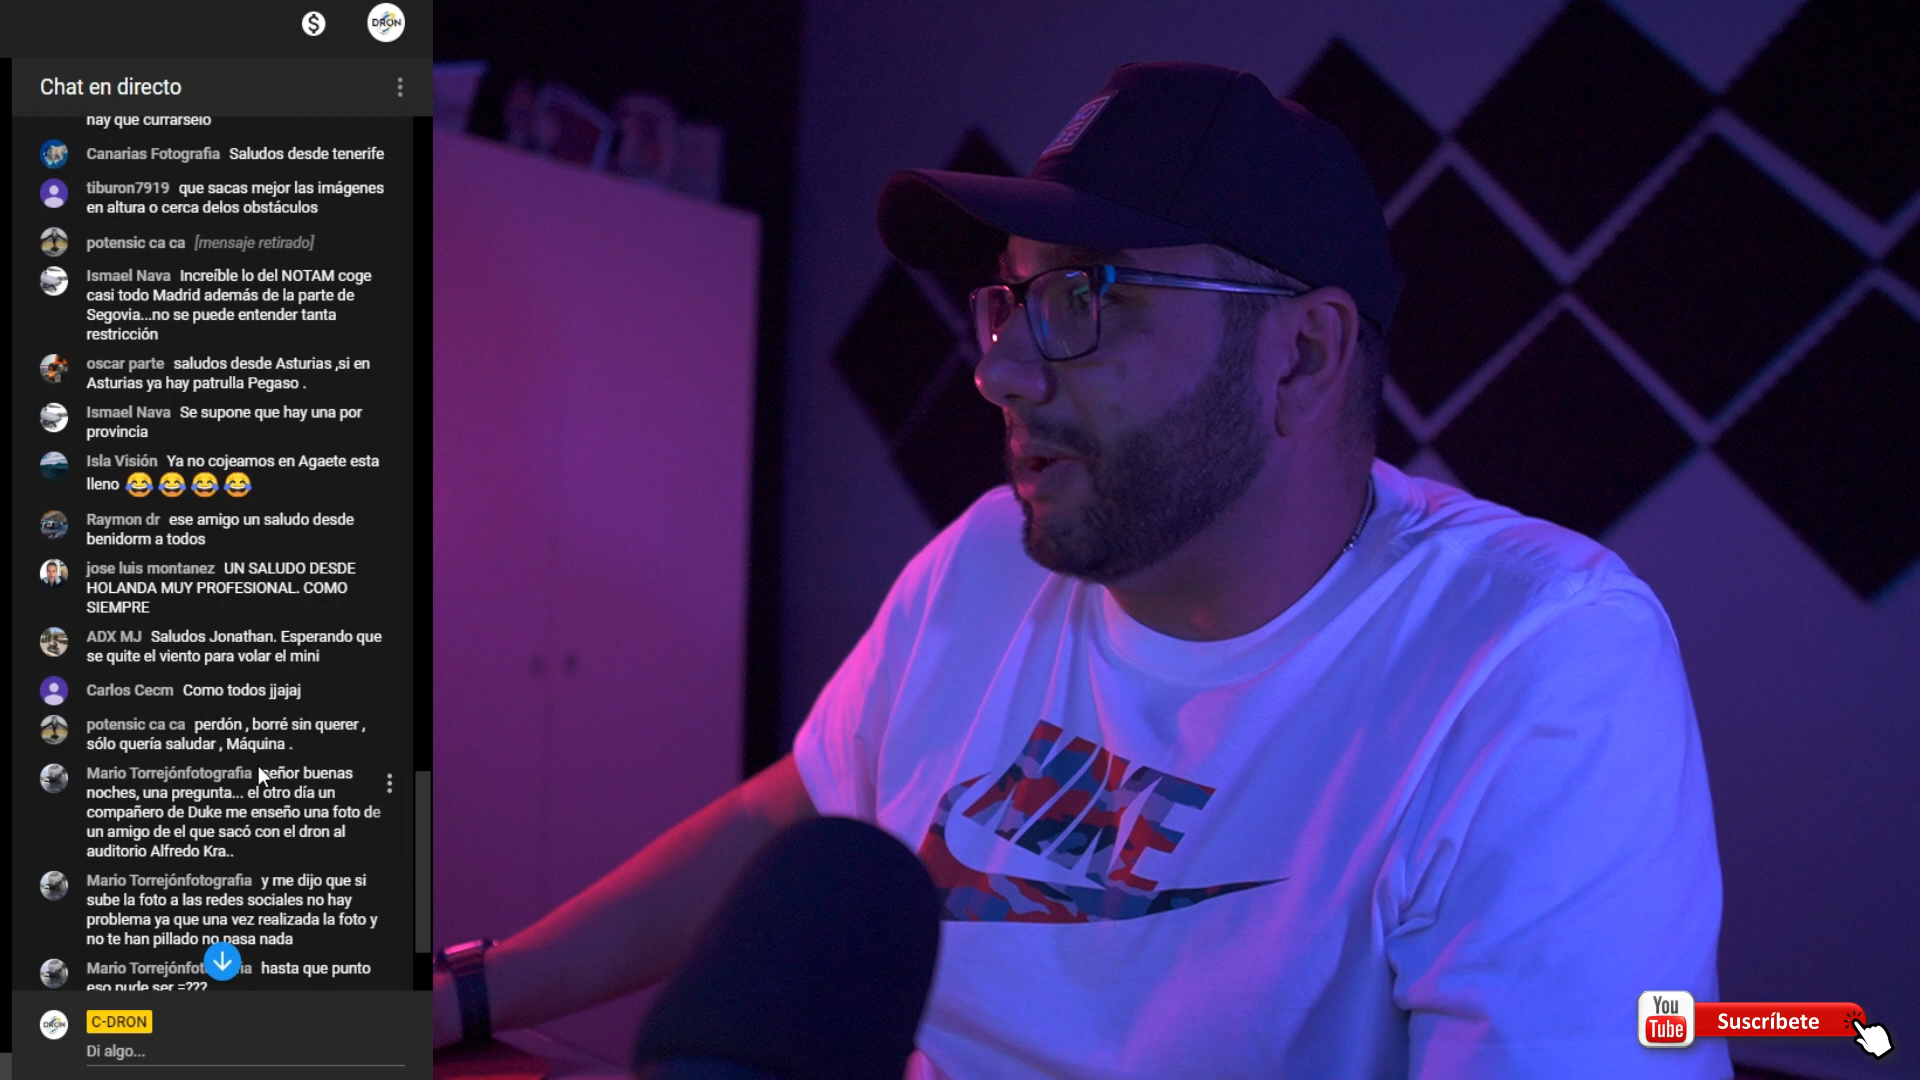 DRON
Chat en directo
hay que currarselo
Canarias Fotografia Saludos desde tenerife
tiburon7919 que sacas mejor las imágenes
en altura o cerca delos obstáculos
potensic ca ca [mensaje retirado]
Ismael Nava Increíble lo del NOTAM coge
casi todo Madrid además de la parte de
Segovia...no se puede entender tanta
restricción
oscar parte saludos desde Asturias ,si en
Asturias ya hay patrulla Pegaso .
Ismael Nava Se supone que hay una por
provincia
Isla Visión Ya no cojeamos en Agaete esta
lleno 😂😂😂😂
Raymon dr ese amigo un saludo desde
benidorm a todos
jose luis montanez UN SALUDO DESDE
HOLANDA MUY PROFESIONAL. COMO
SIEMPRE
ADX MJ Saludos Jonathan. Esperando que
se quite el viento para volar el mini
Carlos Cecm Como todos jjajaj
potensic ca ca perdón , borré sin querer ,
sólo quería saludar , Máquina .
Mario Torrejónfotografia señor buenas
noches, una pregunta... el otro día un
compañero de Duke me enseño una foto de
un amigo de el que sacó con el dron al
auditorio Alfredo Kra..
Mario Torrejónfotografia y me dijo que si
sube la foto a las redes sociales no hay
problema ya que una vez realizada la foto y
no te han pillado no pasa nada
Mario Torrejónfotografia hasta que punto
eso pude ser =???
DRON
C-DRON
Di algo...
NIKE
You
Tube
Suscríbete